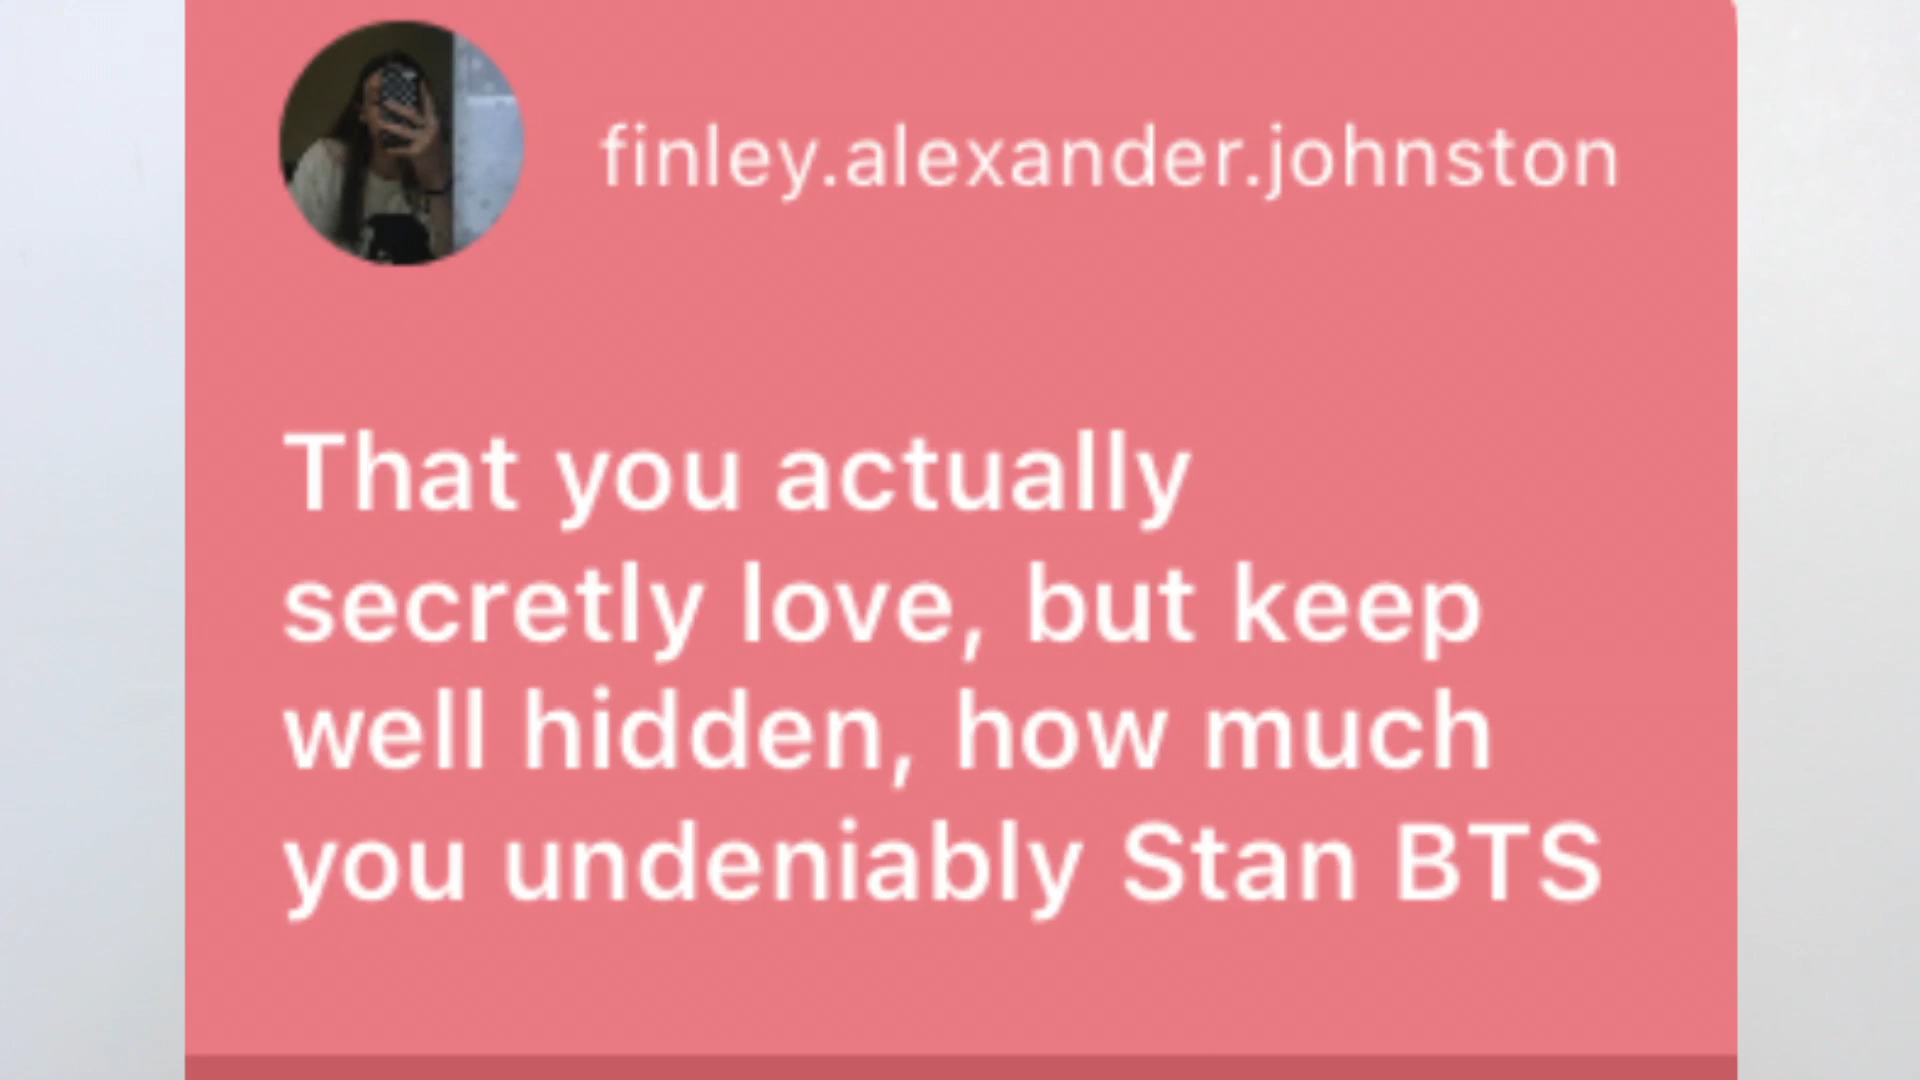 finley.alexander.johnston
That you actually
secretly love, but keep
well hidden, how much
you undeniably Stan BTS